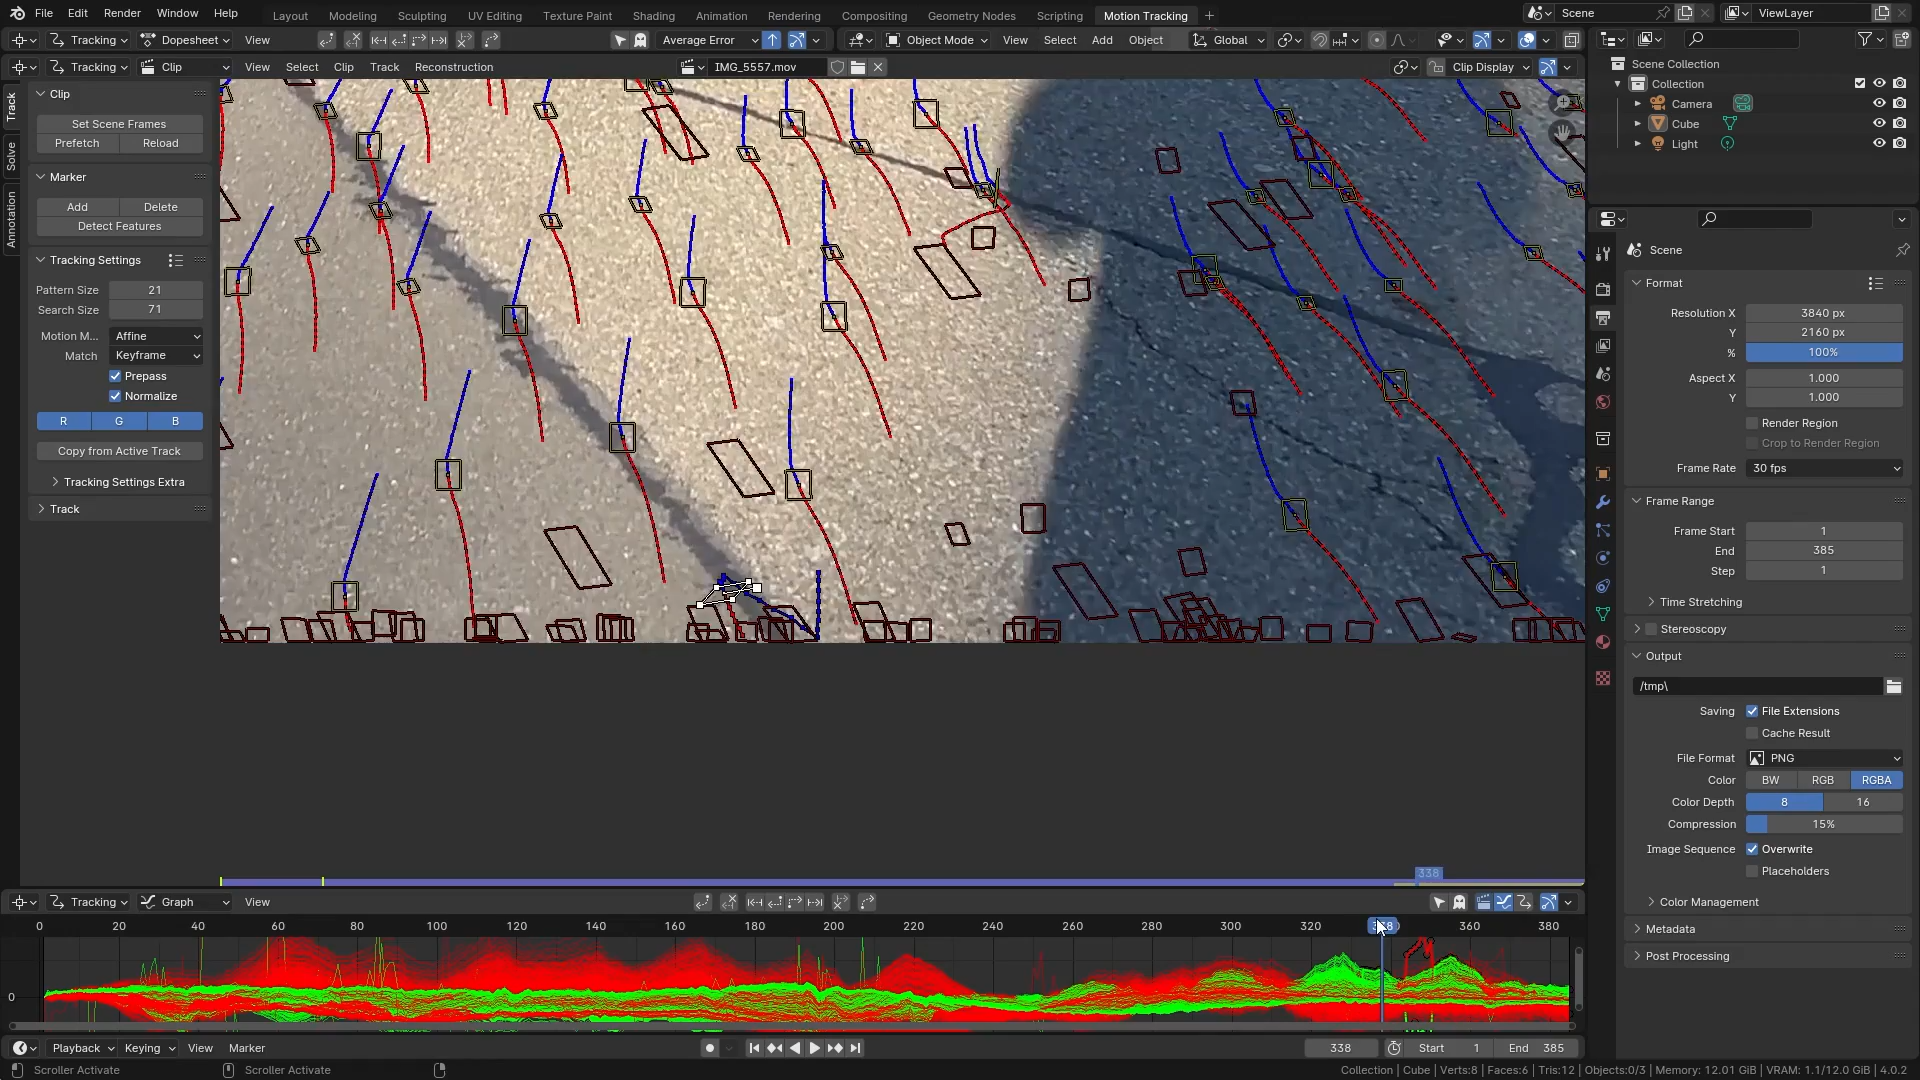 File Edit Render Window Help Layout Modeling Sculpting UV Editing Texture Paint Shading Animation Rendering Compositing Geometry Nodes Scripting Motion Tracking + Scene ViewLayer
Tracking Dopesheet View Average Error Object Mode View Select Add Object Global
Tracking Clip View Select Clip Track Reconstruction IMG_5557.mov Clip Display
Scene Collection
Collection
Camera
Cube
Light
Track
Solve
Annotation
Clip
Set Scene Frames
Prefetch Reload
Marker
Add Delete
Detect Features
Tracking Settings
Pattern Size 21
Search Size 71
Motion M... Affine
Match Keyframe
Prepass
Normalize
R G B
Copy from Active Track
Tracking Settings Extra
Track
Scene
Format
Resolution X 3840 px
Y 2160 px
% 100%
Aspect X 1.000
Y 1.000
Render Region
Crop to Render Region
Frame Rate 30 fps
Frame Range
Frame Start 1
End 385
Step 1
Time Stretching
Stereoscopy
Output
/tmp\
Saving File Extensions
Cache Result
File Format PNG
Color BW RGB RGBA
Color Depth 8 16
Compression 15%
Image Sequence Overwrite
Placeholders
Color Management
Metadata
Post Processing
338
Tracking Graph View
0 20 40 60 80 100 120 140 160 180 200 220 240 260 280 300 320 360 380
0
Playback Keying View Marker 338 Start 1 End 385
Scroller Activate Scroller Activate Collection | Cube | Verts:8 | Faces:6 | Tris:12 | Objects:0/3 | Memory: 12.01 GiB | VRAM: 1.1/12.0 GiB | 4.0.2